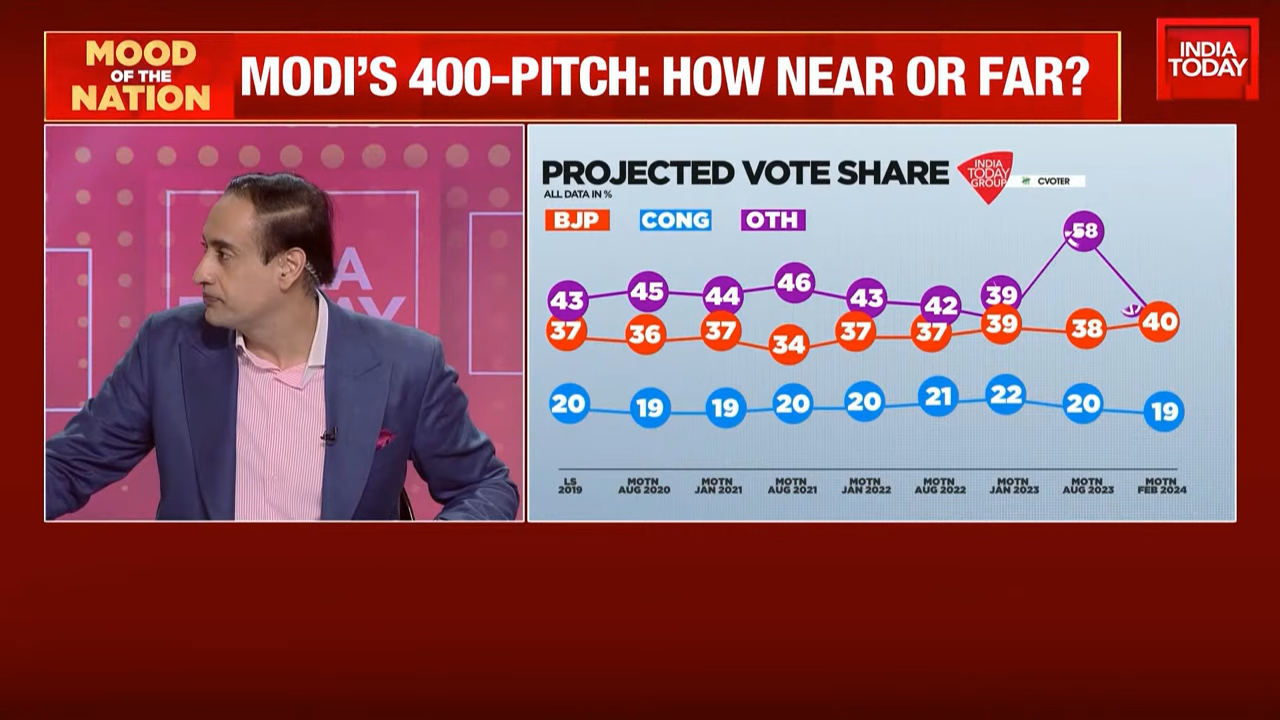 MOOD
OF THE
NATION
MODI'S 400-PITCH: HOW NEAR OR FAR?
INDIA
TODAY
PROJECTED VOTE SHARE
ALL DATA IN %
INDIA
TODAY
GROUP
CVOTER
BJP CONG OTH
43 45 44 46 43 42 39 58
37 36 37 34 37 37 39 38 40
20 19 19 20 20 21 22 20 19
LS
2019
MOTN
AUG 2020
MOTN
JAN 2021
MOTN
AUG 2021
MOTN
JAN 2022
MOTN
AUG 2022
MOTN
JAN 2023
MOTN
AUG 2023
MOTN
FEB 2024